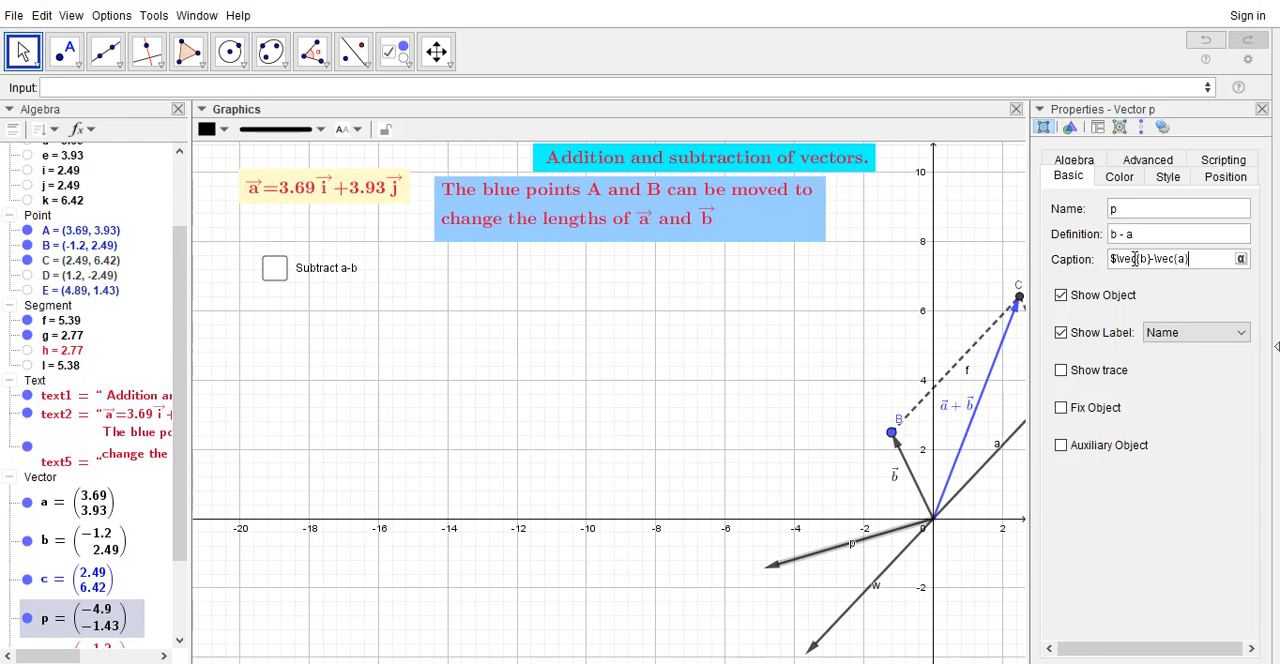 File Edit View Options Tools Window Help Sign in
Input:
Algebra
e = 3.93
i = 2.49
j = 2.49
k = 6.42
Point
A = (3.69, 3.93)
B = (-1.2, 2.49)
C = (2.49, 6.42)
D = (1.2, -2.49)
E = (4.89, 1.43)
Segment
f = 5.39
g = 2.77
h = 2.77
l = 5.38
Text
text1 = " Addition ar
text2 = "a⃗=3.69 i⃗ +
The blue po
change the
text5 = "
Vector
a = (3.69
3.93)
b = (−1.2
2.49)
c = (2.49
6.42)
p = (−4.9
−1.43)
Graphics
AA
Addition and subtraction of vectors.
a⃗=3.69 i⃗ +3.93 j⃗
The blue points A and B can be moved to
change the lengths of a⃗ and b⃗
Subtract a-b
10
8
6
4
2
-2
-20 -18 -16 -14 -12 -10 -8 -6 -4 -2 0 2
C
f
B
a⃗ + b⃗
a
b⃗
p
w
Properties - Vector p
Algebra Advanced Scripting
Basic Color Style Position
Name: p
Definition: b - a
Caption: $\vec{b}-\vec{a} α
Show Object
Show Label: Name
Show trace
Fix Object
Auxiliary Object